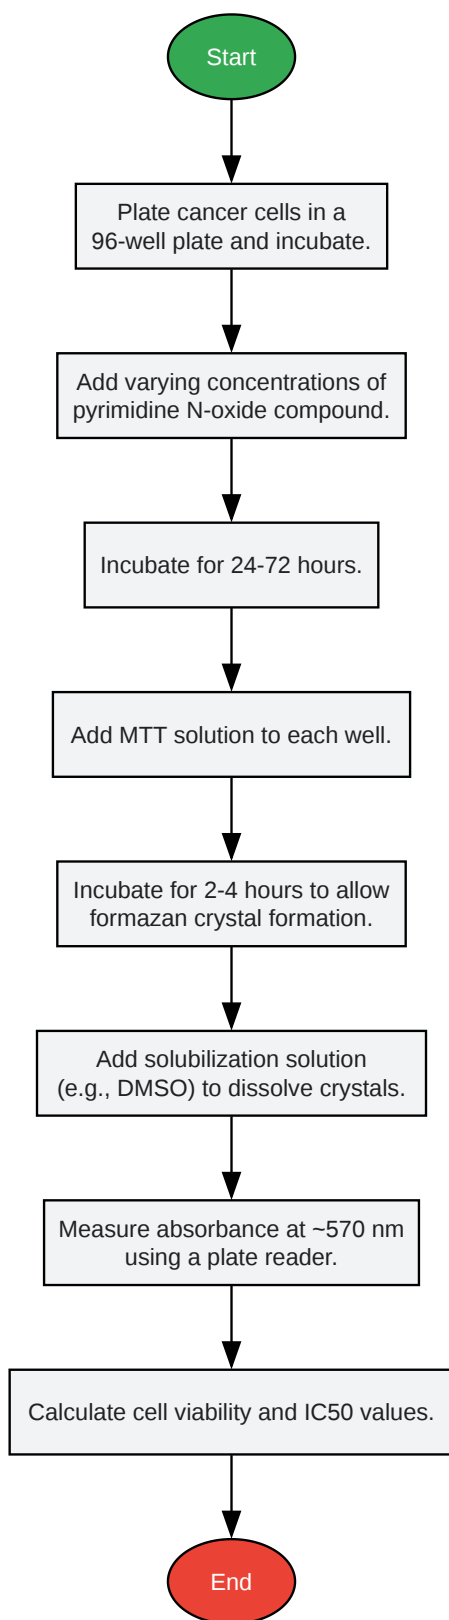 Start
Plate cancer cells in a
96-well plate and incubate.
Add varying concentrations of
pyrimidine N-oxide compound.
Incubate for 24-72 hours.
Add MTT solution to each well.
Incubate for 2-4 hours to allow
formazan crystal formation.
Add solubilization solution
(e.g., DMSO) to dissolve crystals.
Measure absorbance at ~570 nm
using a plate reader.
Calculate cell viability and IC50 values.
End